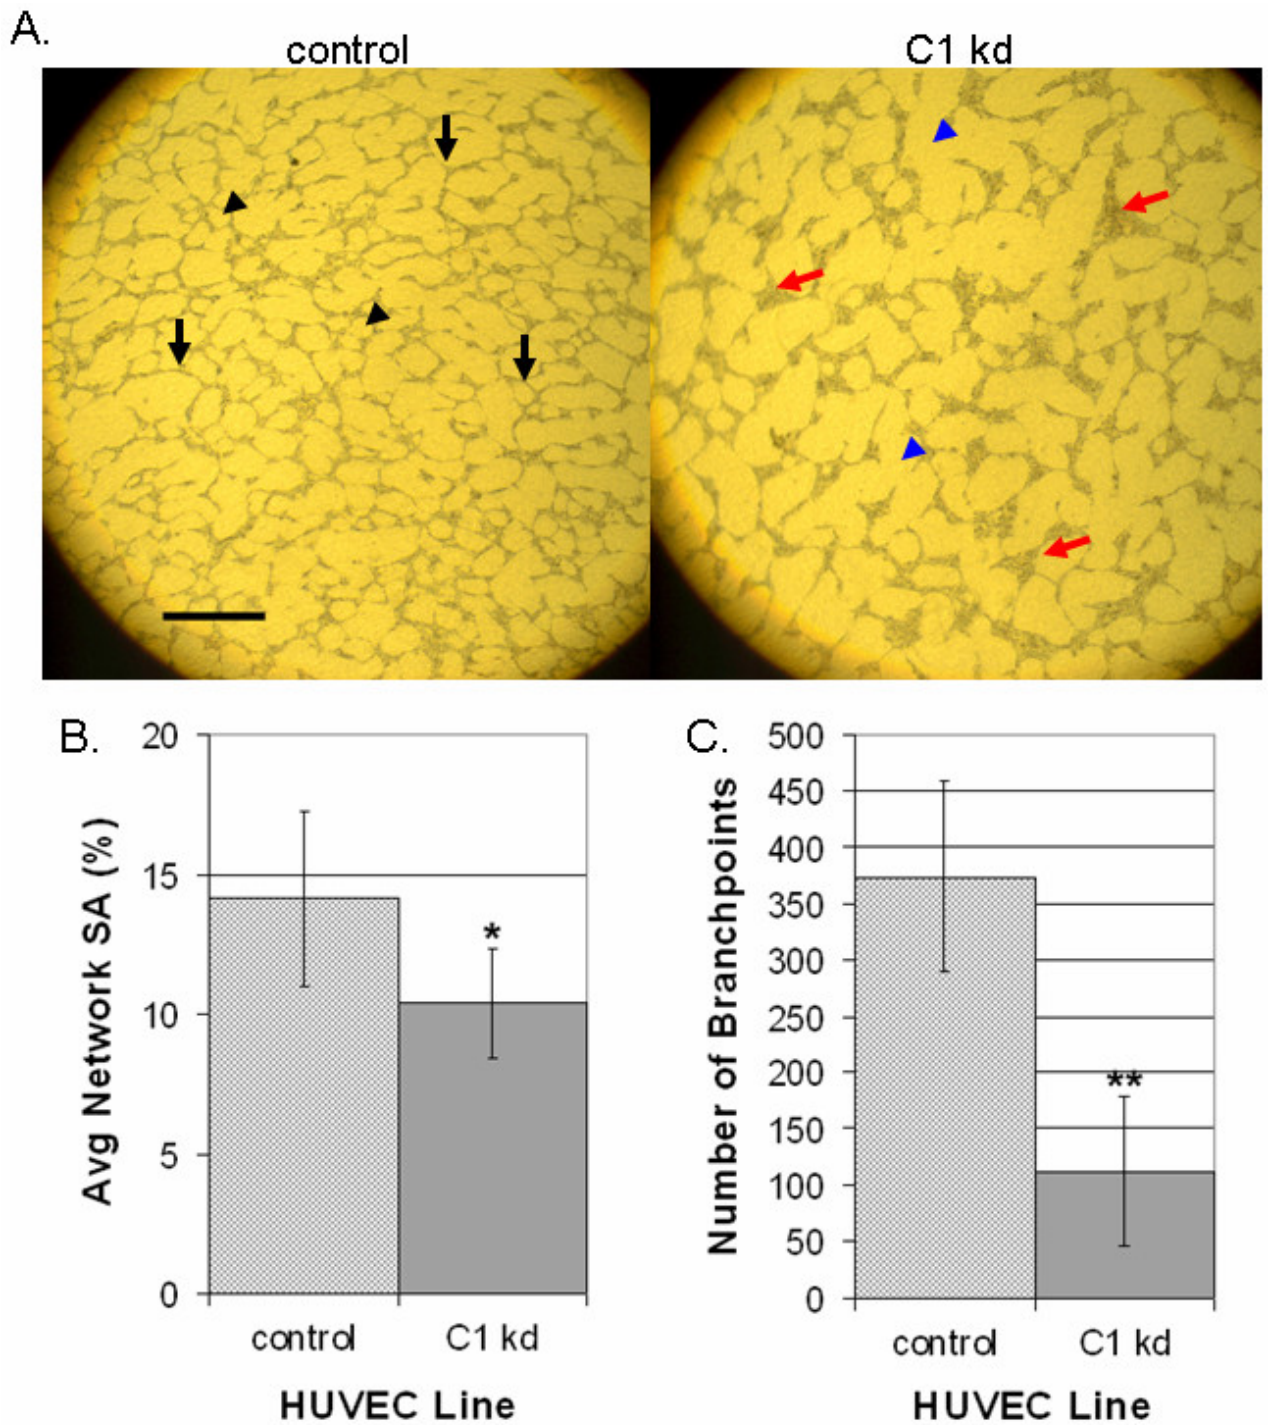 A.
control
C1 kd
B.
Avg Network SA (%)
20
15
10
5
0
control
C1 kd
HUVEC Line
*
C.
Number of Branchpoints
500
450
400
350
300
250
200
150
100
50
0
control
C1 kd
HUVEC Line
**